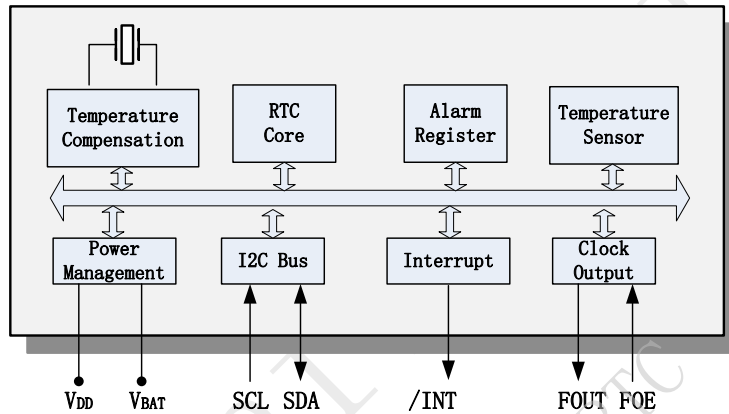 Temperature
Compensation
RTC
Core
Alarm
Register
Temperature
Sensor
Power
Management
I2C Bus
Interrupt
Clock
Output
VDD VBAT SCL SDA /INT FOUT FOE
TC